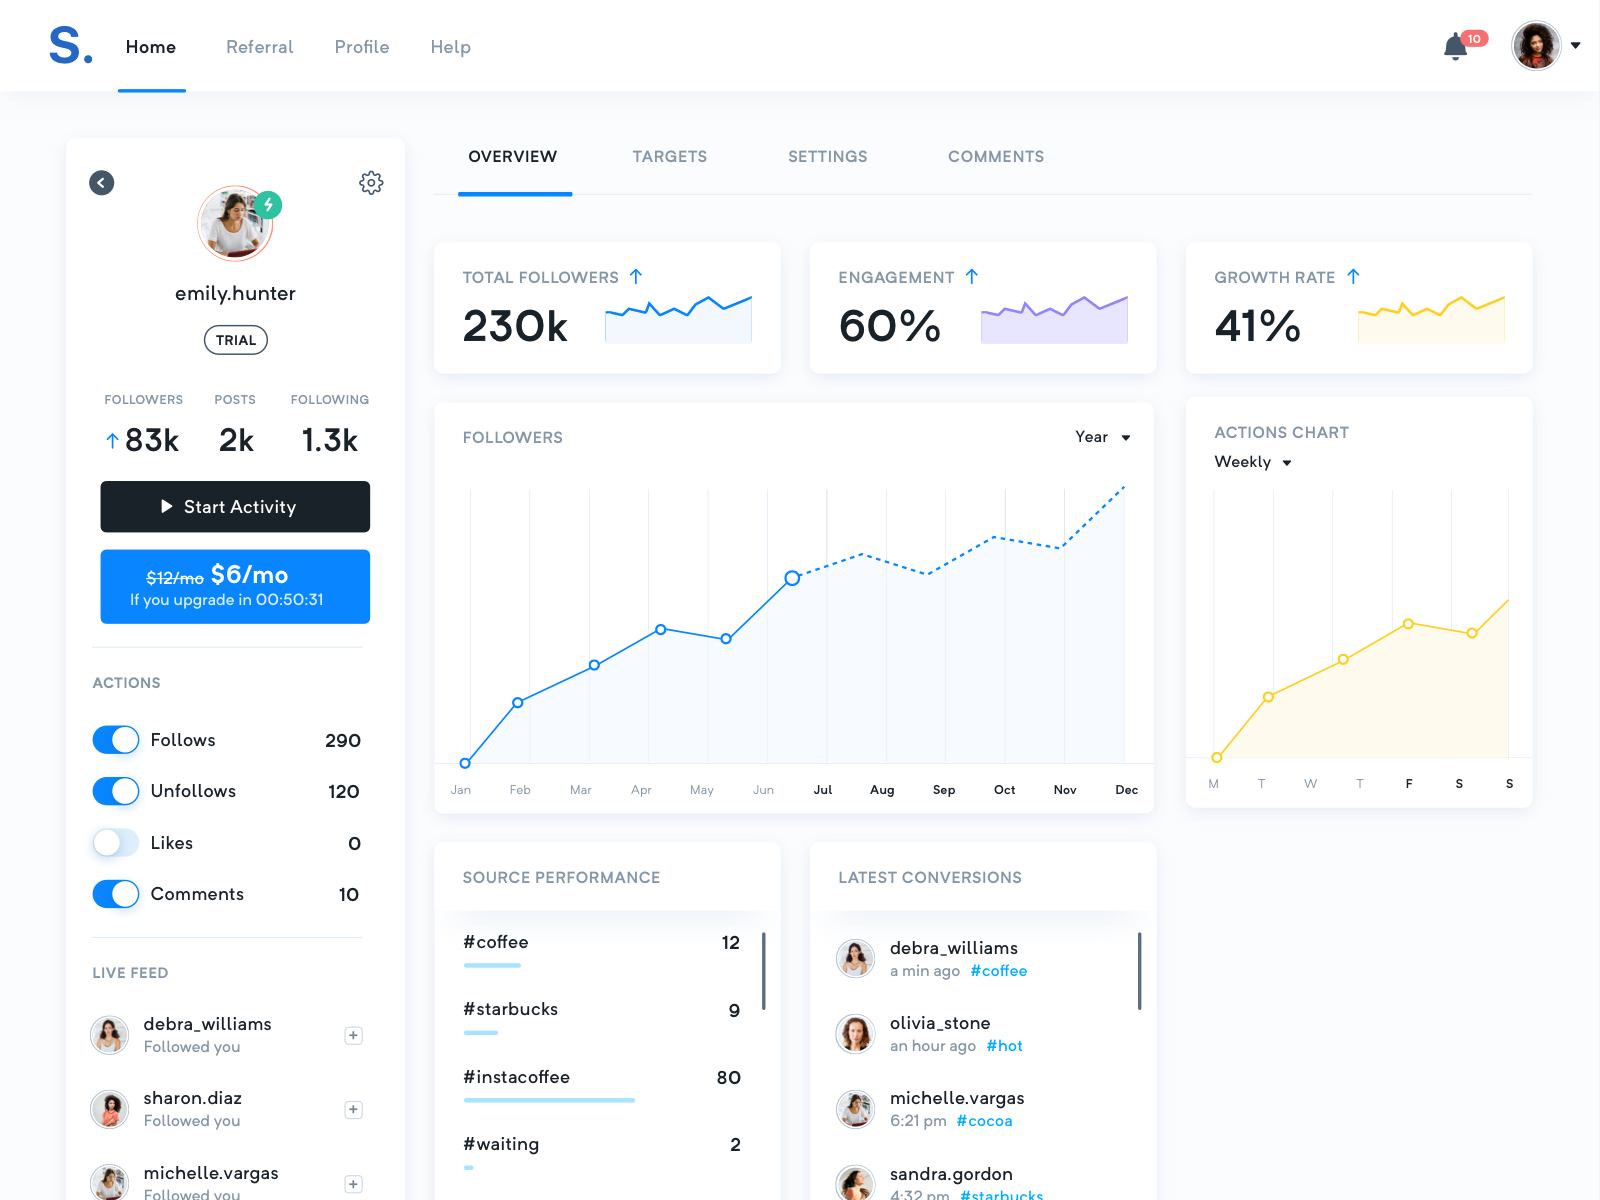 S.
Home Referral Profile Help
10
OVERVIEW TARGETS SETTINGS COMMENTS
emily.hunter
TRIAL
FOLLOWERS POSTS FOLLOWING
83k 2k 1.3k
Start Activity
$12/mo $6/mo
If you upgrade in 00:50:31
ACTIONS
Follows 290
Unfollows 120
Likes 0
Comments 10
LIVE FEED
debra_williams
Followed you
sharon.diaz
Followed you
michelle.vargas
Followed you
TOTAL FOLLOWERS
230k
ENGAGEMENT
60%
GROWTH RATE
41%
FOLLOWERS
Year
Jan Feb Mar Apr May Jun Jul Aug Sep Oct Nov Dec
ACTIONS CHART
Weekly
M T W T F S S
SOURCE PERFORMANCE
#coffee 12
#starbucks 9
#instacoffee 80
#waiting 2
LATEST CONVERSIONS
debra_williams
a min ago #coffee
olivia_stone
an hour ago #hot
michelle.vargas
6:21 pm #cocoa
sandra.gordon
4:32 pm #starbucks